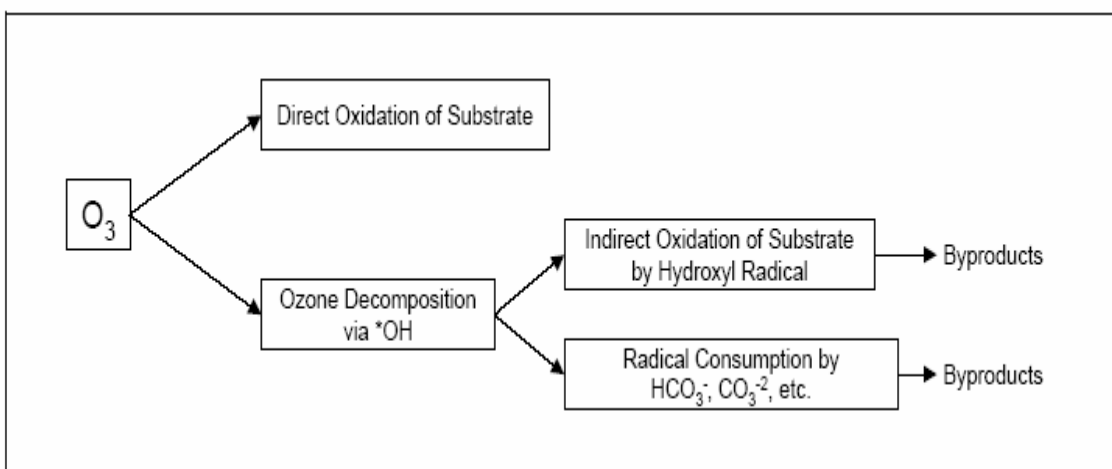 Direct Oxidation of Substrate
O₃
Indirect Oxidation of Substrate
by Hydroxyl Radical
Byproducts
Ozone Decomposition
via *OH
Radical Consumption by
HCO₃⁻, CO₃⁻², etc.
Byproducts